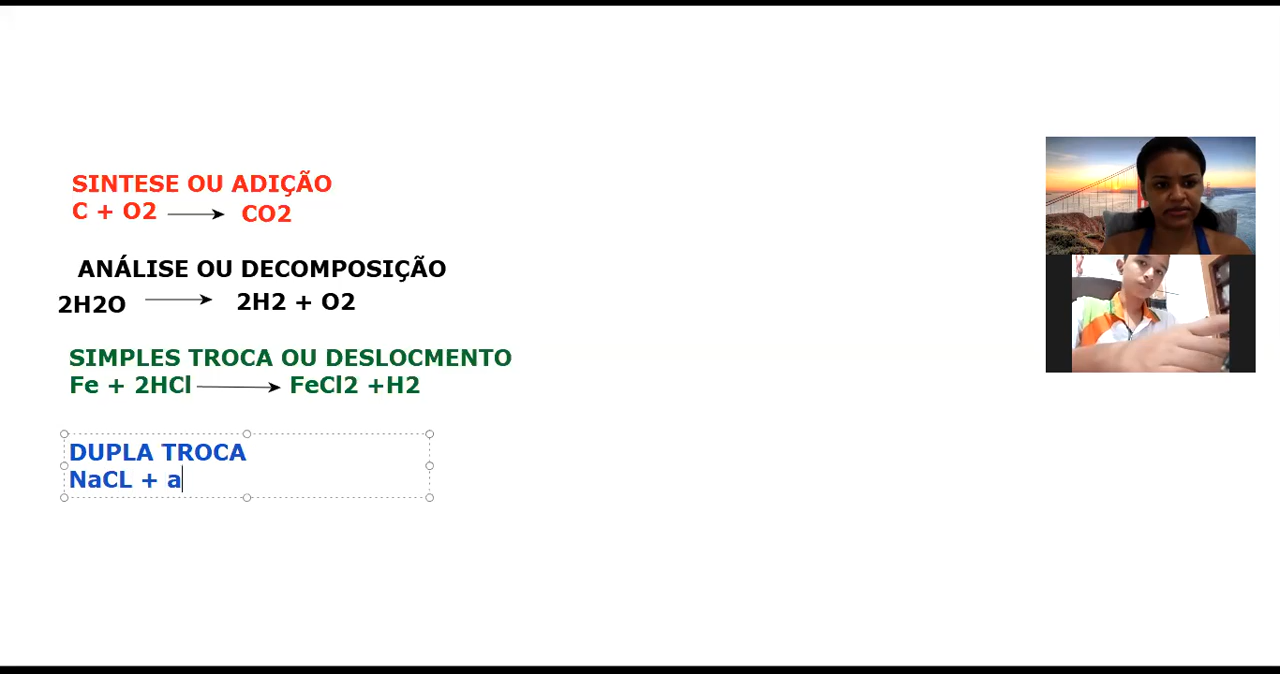 SINTESE OU ADIÇÃO
C + O2 CO2
ANÁLISE OU DECOMPOSIÇÃO
2H2O 2H2 + O2
SIMPLES TROCA OU DESLOCMENTO
Fe + 2HCl FeCl2 +H2
DUPLA TROCA
NaCL + a